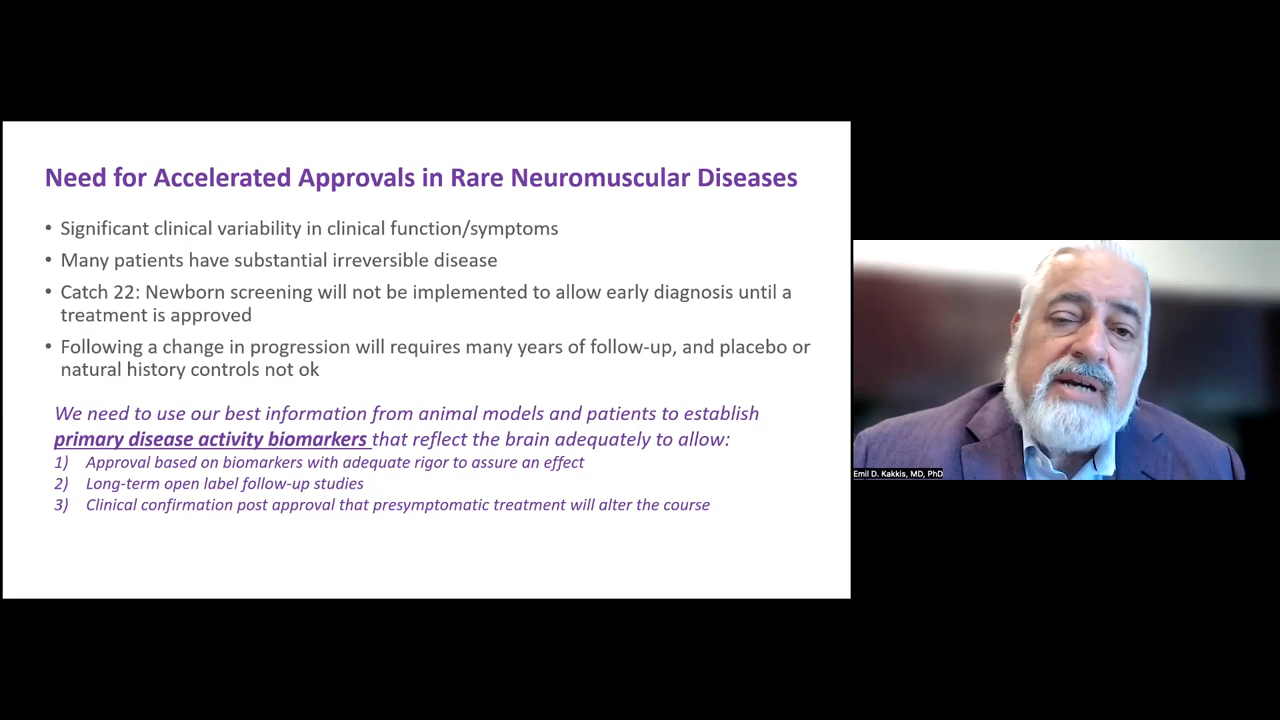 Need for Accelerated Approvals in Rare Neuromuscular Diseases
• Significant clinical variability in clinical function/symptoms
• Many patients have substantial irreversible disease
• Catch 22: Newborn screening will not be implemented to allow early diagnosis until a
treatment is approved
• Following a change in progression will requires many years of follow-up, and placebo or
natural history controls not ok
We need to use our best information from animal models and patients to establish
primary disease activity biomarkers that reflect the brain adequately to allow:
1) Approval based on biomarkers with adequate rigor to assure an effect
2) Long-term open label follow-up studies
3) Clinical confirmation post approval that presymptomatic treatment will alter the course
Emil D. Kakkis, MD, PhD